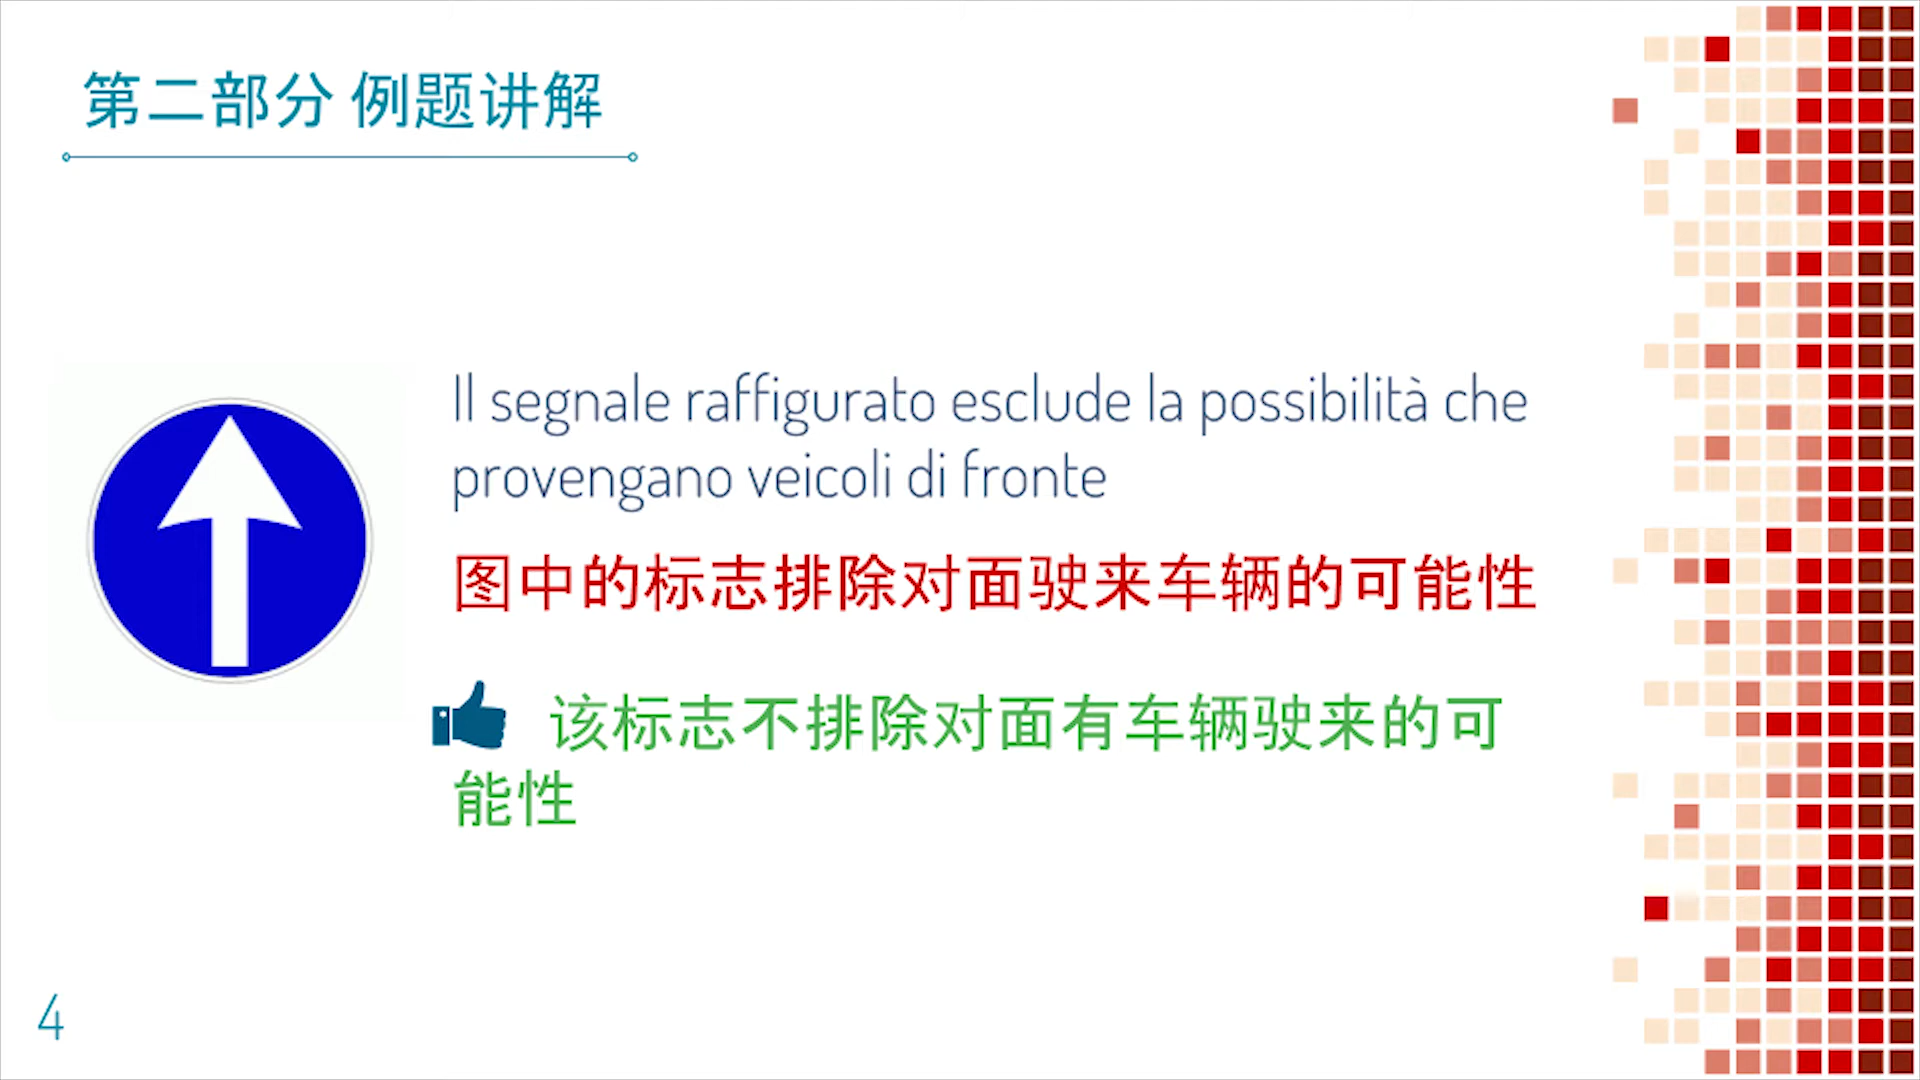 第二部分 例题讲解
Il segnale raffigurato esclude la possibilità che
provengano veicoli di fronte
图中的标志排除对面驶来车辆的可能性
该标志不排除对面有车辆驶来的可
能性
4